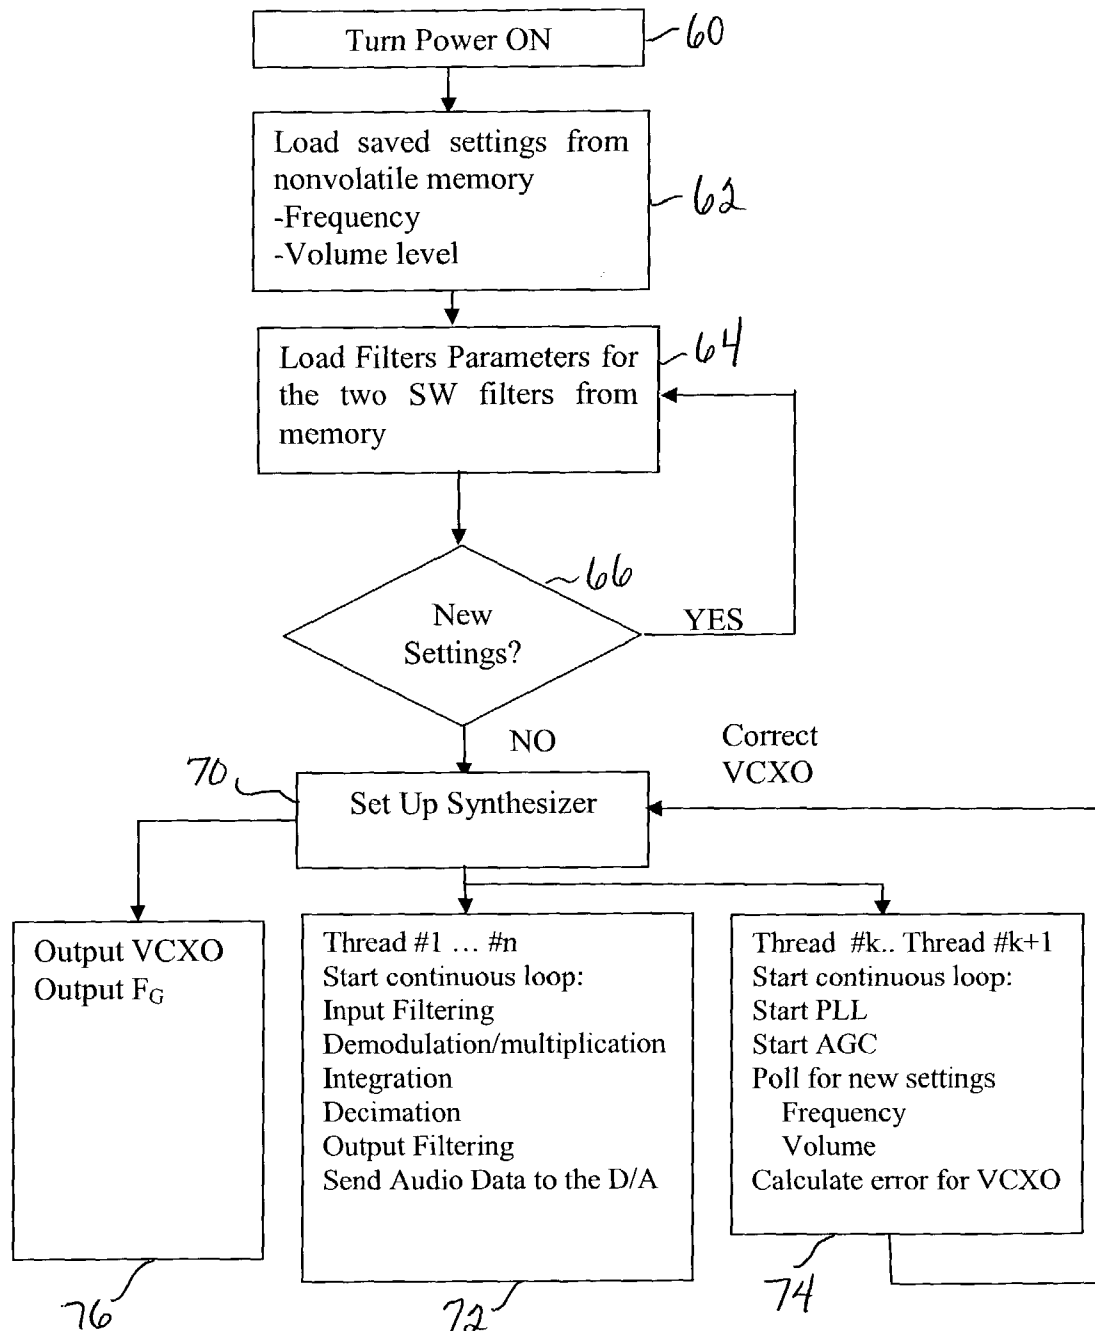 Turn Power ON
60
Load saved settings from
nonvolatile memory
-Frequency
-Volume level
62
Load Filters Parameters for
the two SW filters from
memory
64
New
Settings?
66
YES
NO
Correct
VCXO
70
Set Up Synthesizer
Output VCXO
Output FG
76
Thread #1 ... #n
Start continuous loop:
Input Filtering
Demodulation/multiplication
Integration
Decimation
Output Filtering
Send Audio Data to the D/A
72
Thread #k.. Thread #k+1
Start continuous loop:
Start PLL
Start AGC
Poll for new settings
Frequency
Volume
Calculate error for VCXO
74